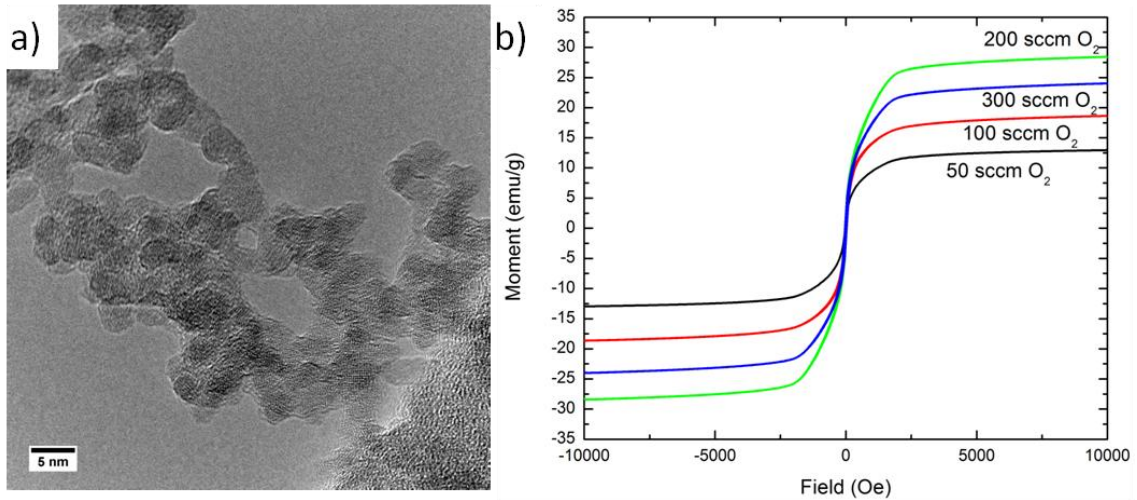 a)
5 nm
b)
Moment (emu/g)
35
30
25
20
15
10
5
0
-5
-10
-15
-20
-25
-30
-35
200 sccm O₂
300 sccm O₂
100 sccm O₂
50 sccm O₂
-10000 -5000 0 5000 10000
Field (Oe)